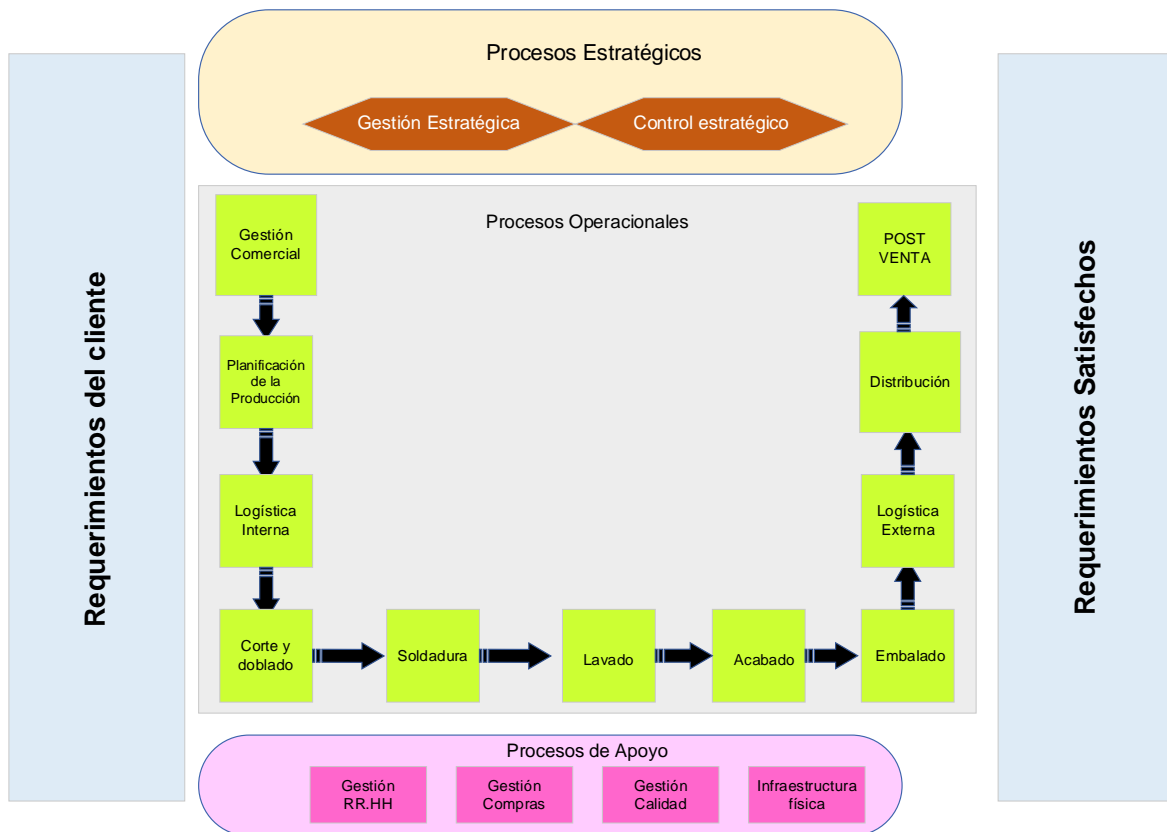 Requerimientos del cliente
Procesos Estratégicos
Gestión Estratégica
Control estratégico
Procesos Operacionales
Gestión
Comercial
Planificación
de la
Producción
Logística
Interna
Corte y
doblado
Soldadura
Lavado
Acabado
Embalado
Logística
Externa
Distribución
POST
VENTA
Procesos de Apoyo
Gestión
RR.HH
Gestión
Compras
Gestión
Calidad
Infraestructura
física
Requerimientos Satisfechos